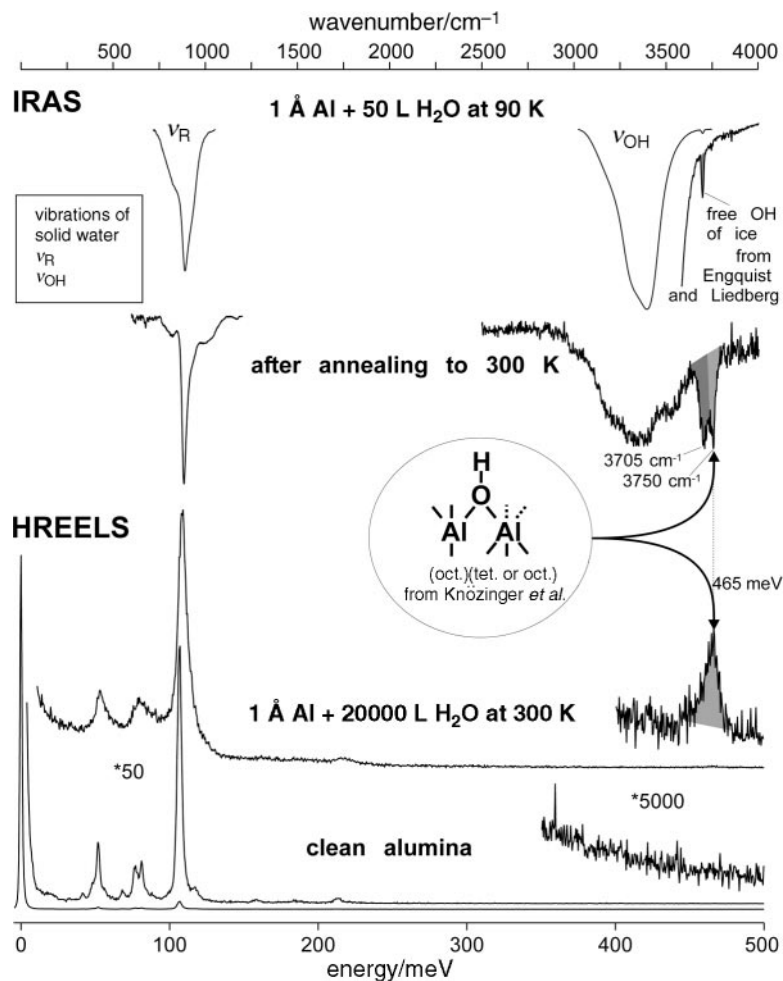 wavenumber/cm⁻¹
0 500 1000 1500 2000 2500 3000 3500 4000
IRAS
1 Å Al + 50 L H₂O at 90 K
νR
νOH
vibrations of
solid water
νR
νOH
free OH
of ice
from
Engquist
and Liedberg
after annealing to 300 K
3705 cm⁻¹
3750 cm⁻¹
H
O
Al Al
(oct.)(tet. or oct.)
from Knözinger et al.
465 meV
HREELS
1 Å Al + 20000 L H₂O at 300 K
*50
*5000
clean alumina
0 100 200 300 400 500
energy/meV